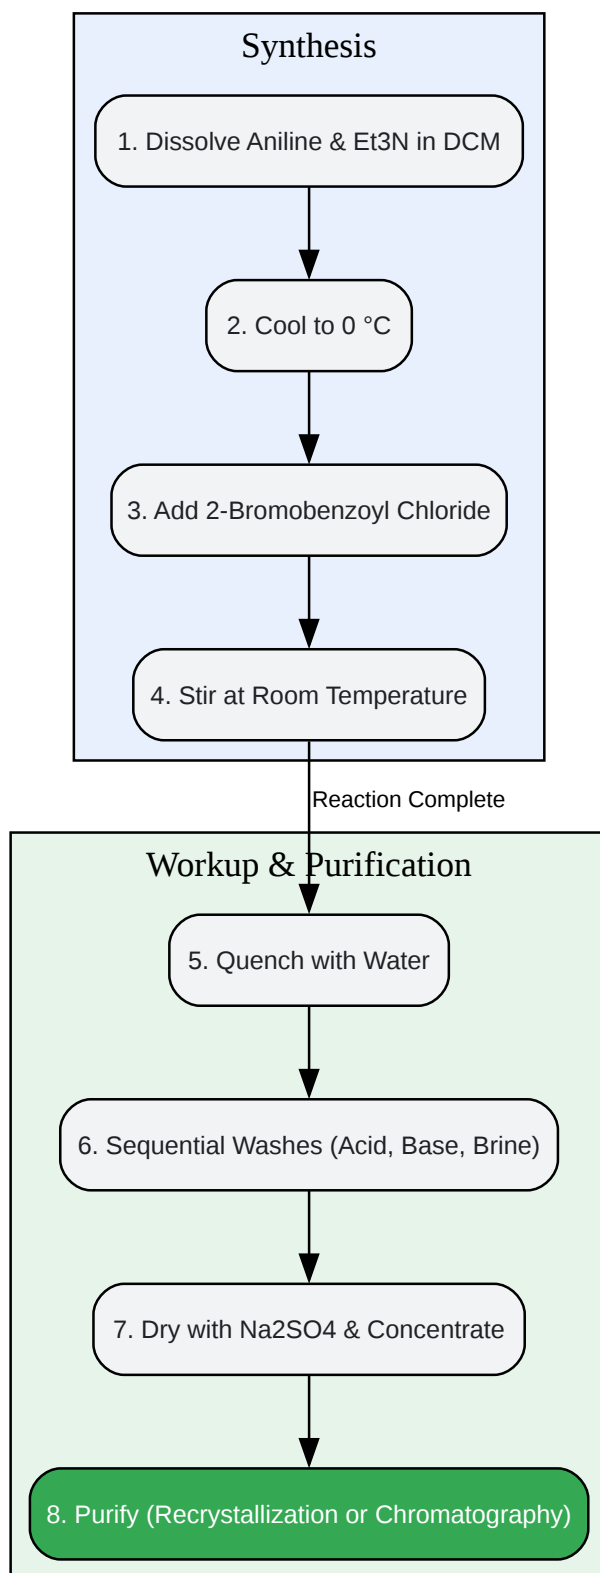 Synthesis
1. Dissolve Aniline & Et3N in DCM
2. Cool to 0 °C
3. Add 2-Bromobenzoyl Chloride
4. Stir at Room Temperature
Reaction Complete
Workup & Purification
5. Quench with Water
6. Sequential Washes (Acid, Base, Brine)
7. Dry with Na2SO4 & Concentrate
8. Purify (Recrystallization or Chromatography)